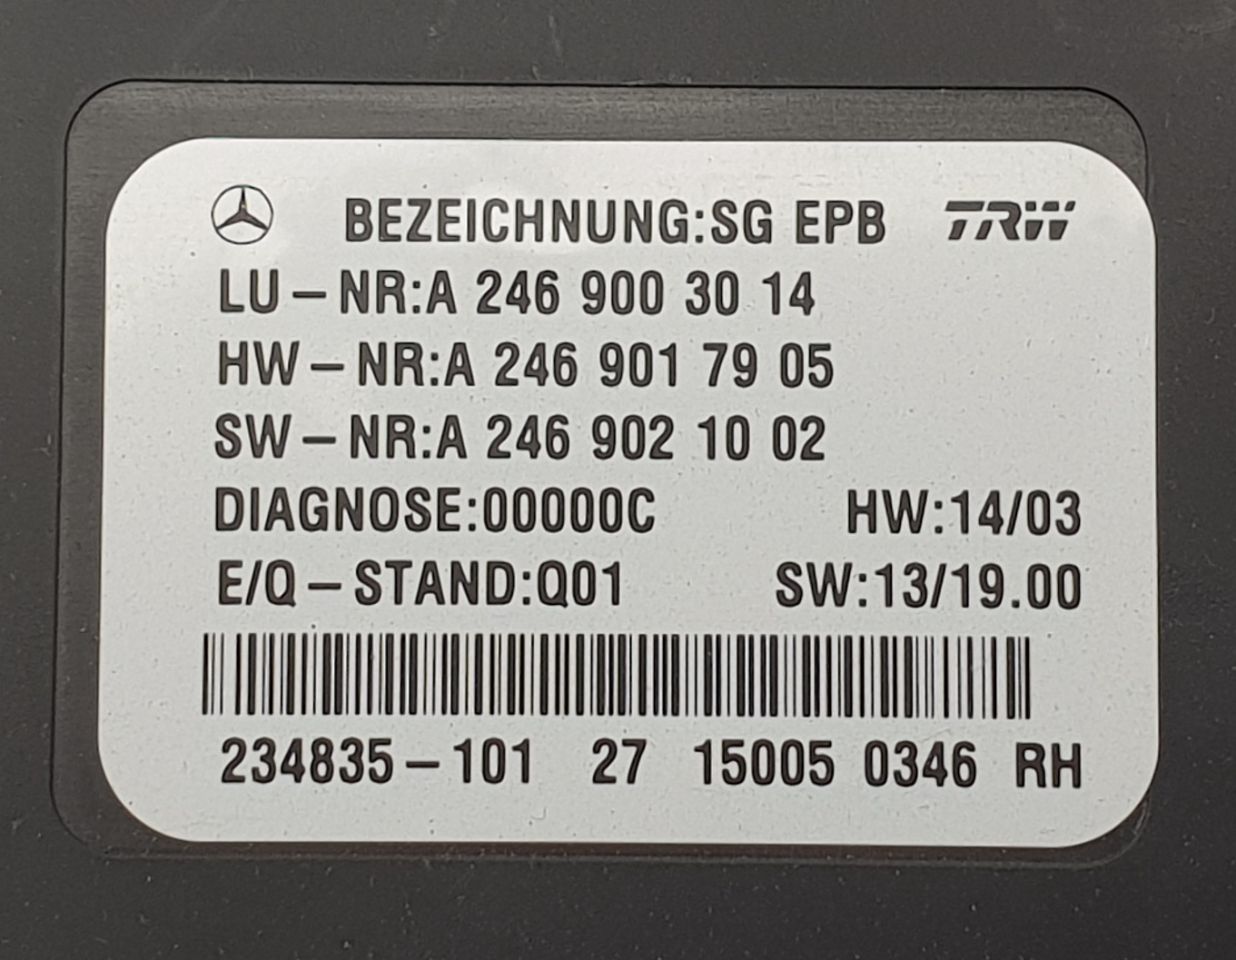 BEZEICHNUNG:SG EPB TRW
LU-NR:A 246 900 30 14
HW-NR:A 246 901 79 05
SW-NR:A 246 902 10 02
DIAGNOSE:00000C HW:14/03
E/Q-STAND:Q01 SW:13/19.00
234835-101 27 15005 0346 RH